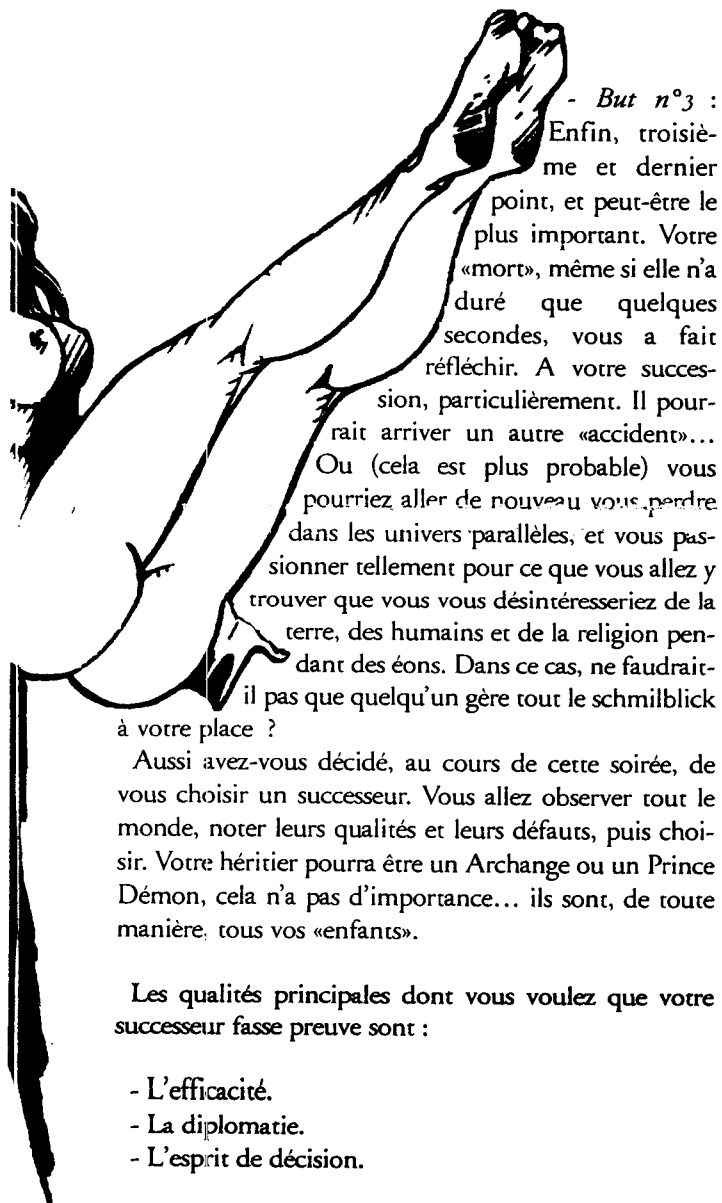 - But n°3 :
Enfin, troisiè-
me et dernier
point, et peut-être le
plus important. Votre
«mort», même si elle n'a
duré que quelques
secondes, vous a fait
réfléchir. A votre succes-
sion, particulièrement. Il pour-
rait arriver un autre «accident»...
Ou (cela est plus probable) vous
pourriez aller de nouveau vous perdre
dans les univers parallèles, et vous pas-
sionner tellement pour ce que vous allez y
trouver que vous vous désintéresseriez de la
terre, des humains et de la religion pen-
dant des éons. Dans ce cas, ne faudrait-
il pas que quelqu'un gère tout le schmilblick
à votre place ?
Aussi avez-vous décidé, au cours de cette soirée, de
vous choisir un successeur. Vous allez observer tout le
monde, noter leurs qualités et leurs défauts, puis choi-
sir. Votre héritier pourra être un Archange ou un Prince
Démon, cela n'a pas d'importance... ils sont, de toute
manière, tous vos «enfants».
Les qualités principales dont vous voulez que votre
successeur fasse preuve sont :
- L'efficacité.
- La diplomatie.
- L'esprit de décision.